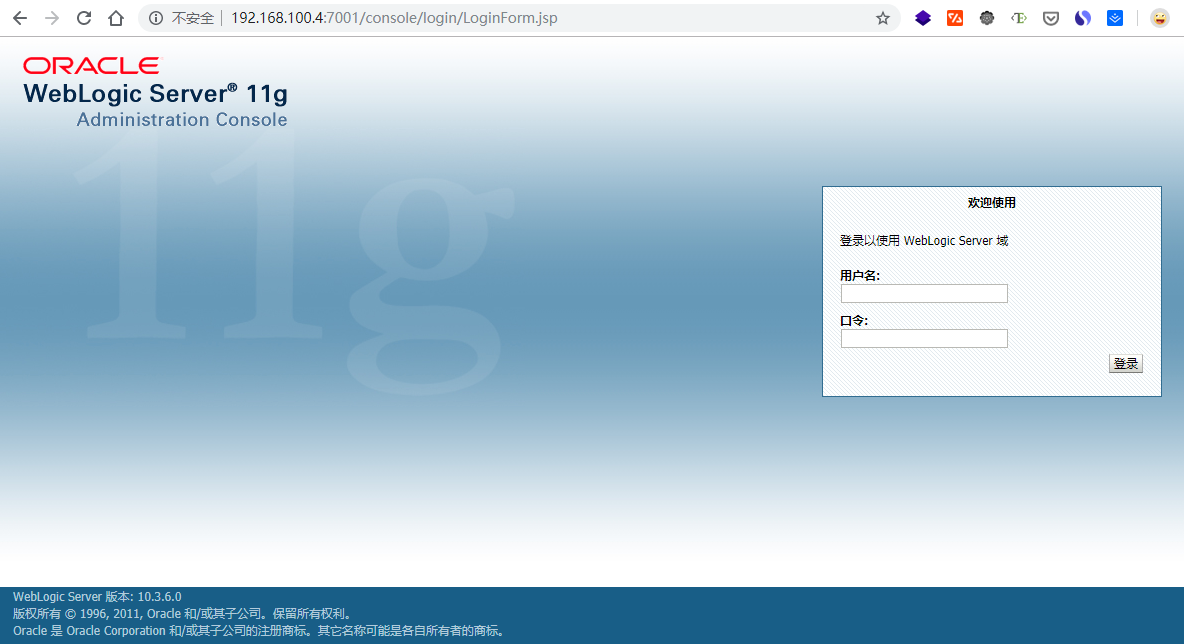 不安全 192.168.100.4:7001/console/login/LoginForm.jsp
ORACLE
WebLogic Server® 11g
Administration Console
11g
欢迎使用
登录以使用 WebLogic Server 域
用户名:
口令:
登录
WebLogic Server 版本: 10.3.6.0
版权所有 © 1996, 2011, Oracle 和/或其子公司。保留所有权利。
Oracle 是 Oracle Corporation 和/或其子公司的注册商标。其它名称可能是各自所有者的商标。